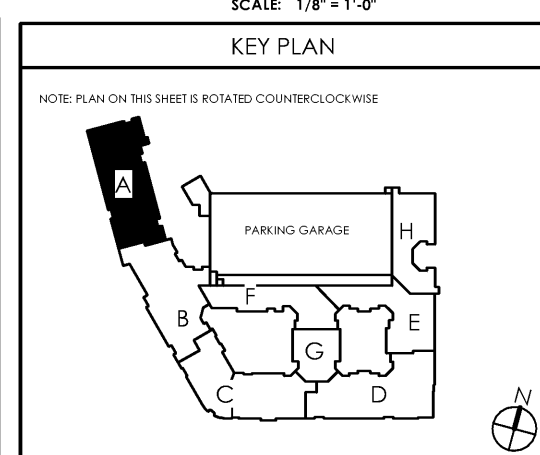 SCALE: 1/8" = 1'-0"
KEY PLAN
NOTE: PLAN ON THIS SHEET IS ROTATED COUNTERCLOCKWISE
A
PARKING GARAGE
H
F
B
E
G
C
D
N